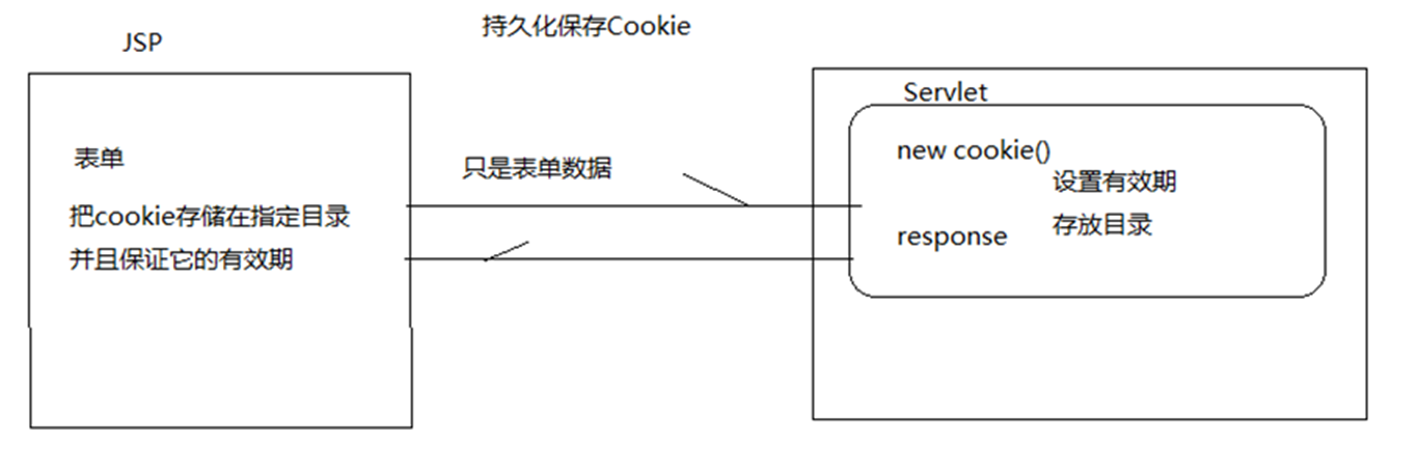 持久化保存Cookie
JSP
表单
把cookie存储在指定目录
并且保证它的有效期
只是表单数据
Servlet
new cookie()
设置有效期
存放目录
response